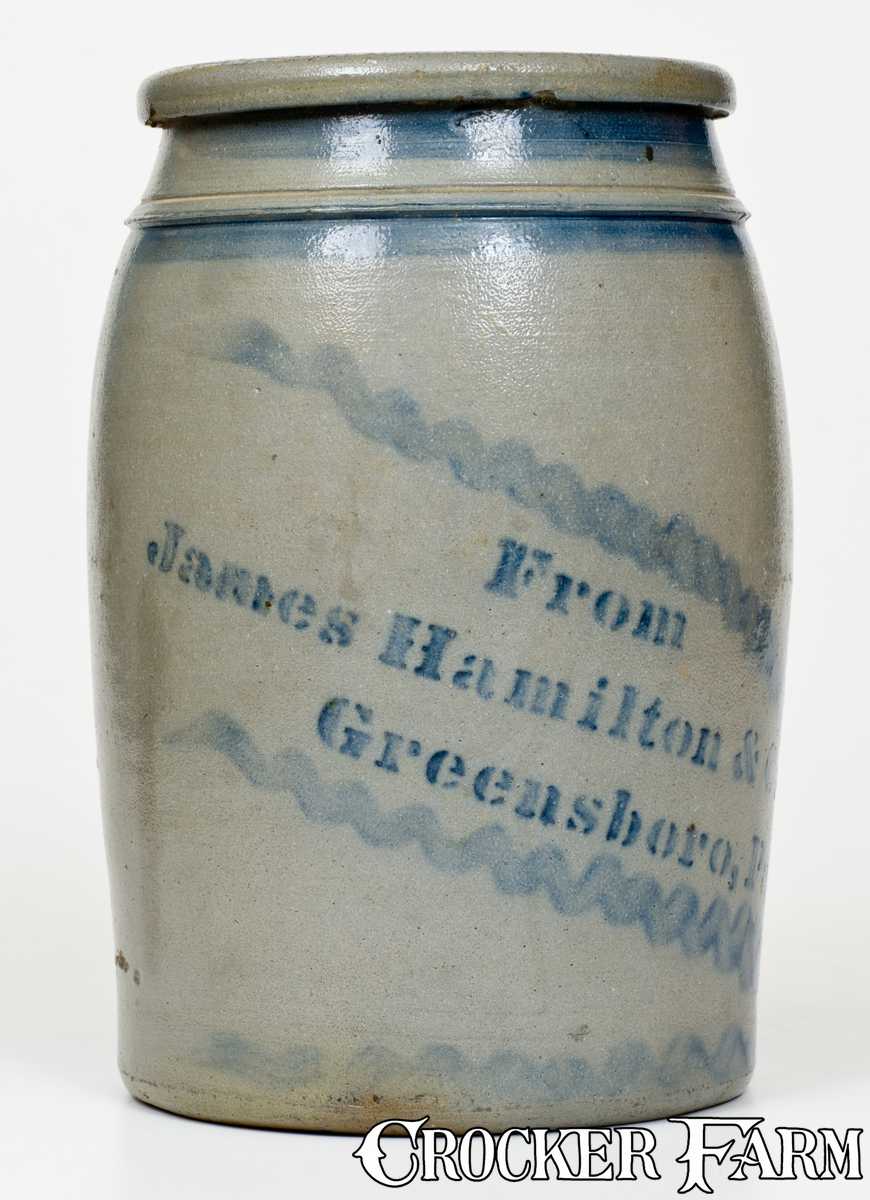 From
James Hamilton & C
Greensboro, P
CROCKER FARM